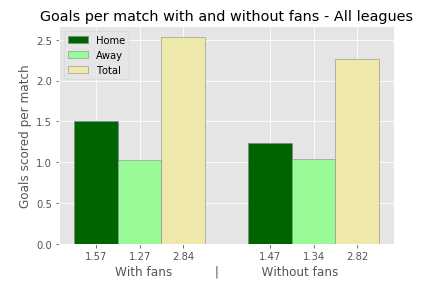 Goals per match with and without fans - All leagues
Home
Away
Total
Goals scored per match
2.5
2.0
1.5
1.0
0.5
0.0
1.57 1.27 2.84 1.47 1.34 2.82
With fans | Without fans